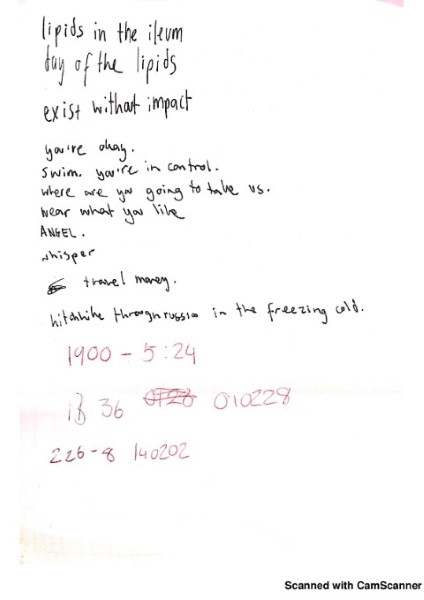 lipids in the ileum
day of the lipids
exist without impact
you're okay.
swim. you're in control.
where are you going to take us.
wear what you like
ANGEL.
whisper
travel money.
hitchhike through russia in the freezing cold.
1900 - 5:24
36 010228
226-8 140202
Scanned with CamScanner